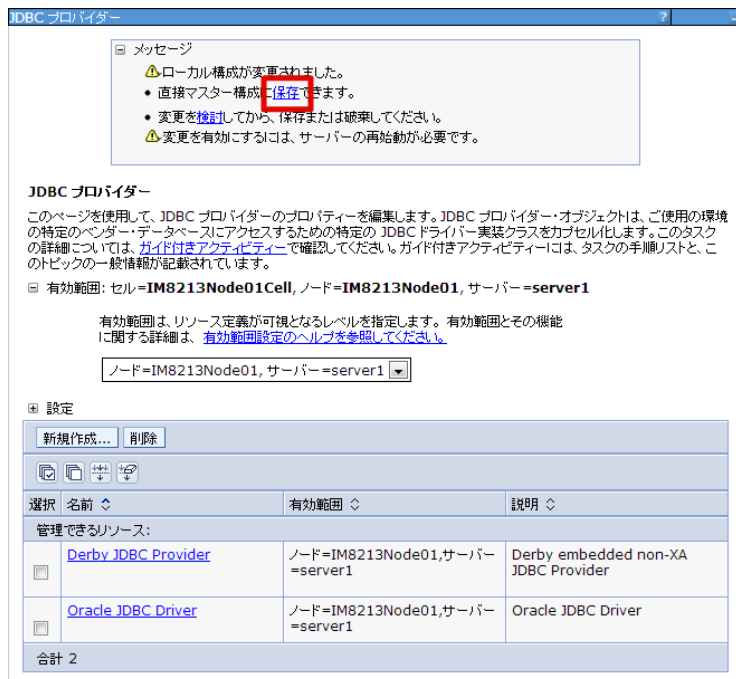 JDBC プロバイダー ? -
メッセージ
ローカル構成が変更されました。
直接マスター構成に保存できます。
変更を検討してから、保存または破棄してください。
変更を有効にするには、サーバーの再始動が必要です。
JDBC プロバイダー
このページを使用して、JDBC プロバイダーのプロパティーを編集します。JDBC プロバイダー・オブジェクトは、ご使用の環境
の特定のベンダー・データベースにアクセスするための特定の JDBC ドライバー実装クラスをカプセル化します。このタスク
の詳細については、ガイド付きアクティビティーで確認してください。ガイド付きアクティビティーには、タスクの手順リストと、こ
のトピックの一般情報が記載されています。
有効範囲: セル=IM8213Node01Cell, ノード=IM8213Node01, サーバー=server1
有効範囲は、リソース定義が可視となるレベルを指定します。有効範囲とその機能
に関する詳細は、有効範囲設定のヘルプを参照してください。
ノード=IM8213Node01, サーバー=server1
設定
新規作成... 削除
選択 名前 有効範囲 説明
管理できるリソース:
Derby JDBC Provider ノード=IM8213Node01,サーバー Derby embedded non-XA
=server1 JDBC Provider
Oracle JDBC Driver ノード=IM8213Node01,サーバー Oracle JDBC Driver
=server1
合計 2